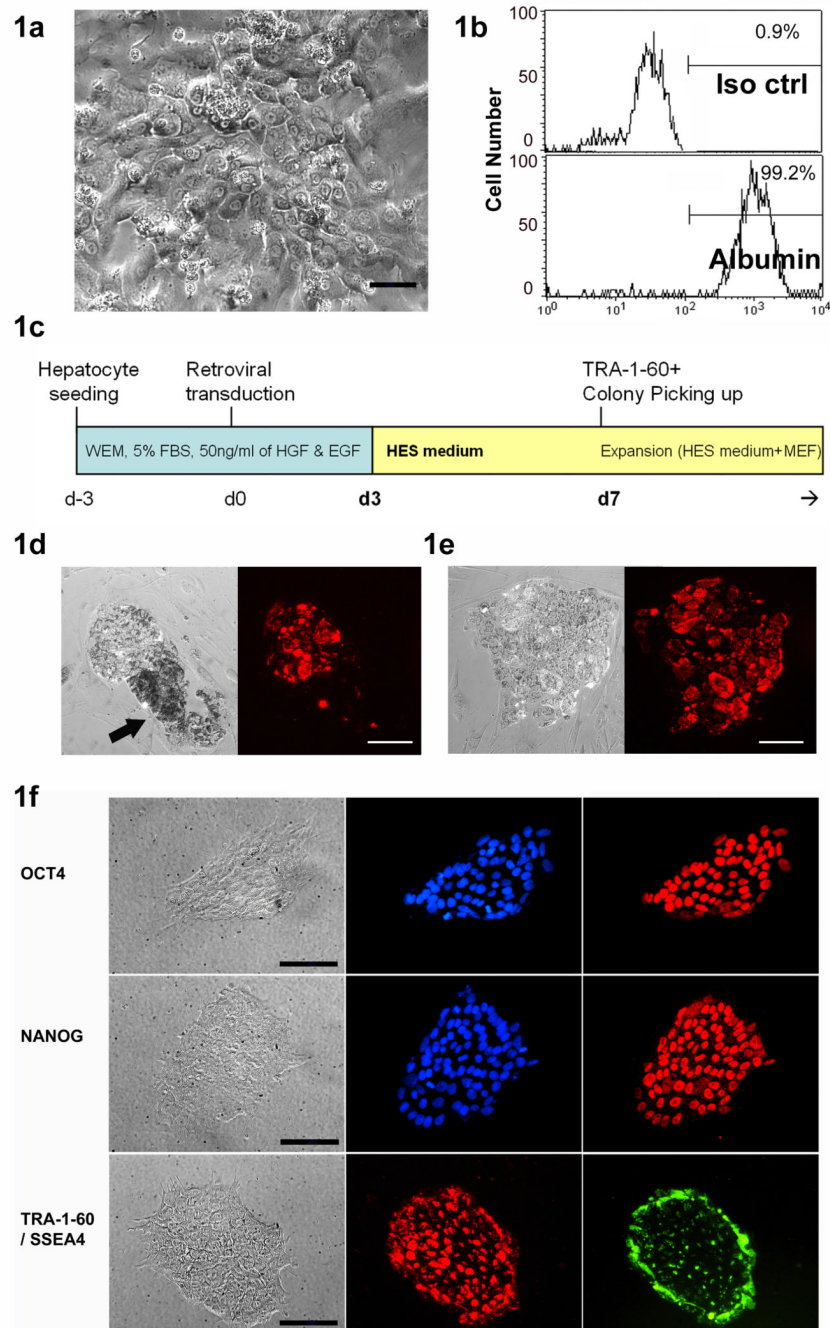 1a
1b
100
50
0
0.9%
Iso ctrl
Cell Number
100
50
0
99.2%
Albumin
10^0
10^1
10^2
10^3
10^4
1c
Hepatocyte
seeding
Retroviral
transduction
TRA-1-60+
Colony Picking up
WEM, 5% FBS, 50ng/ml of HGF & EGF
HES medium
Expansion (HES medium+MEF)
d-3
d0
d3
d7
→
1d
1e
1f
OCT4
NANOG
TRA-1-60
/ SSEA4